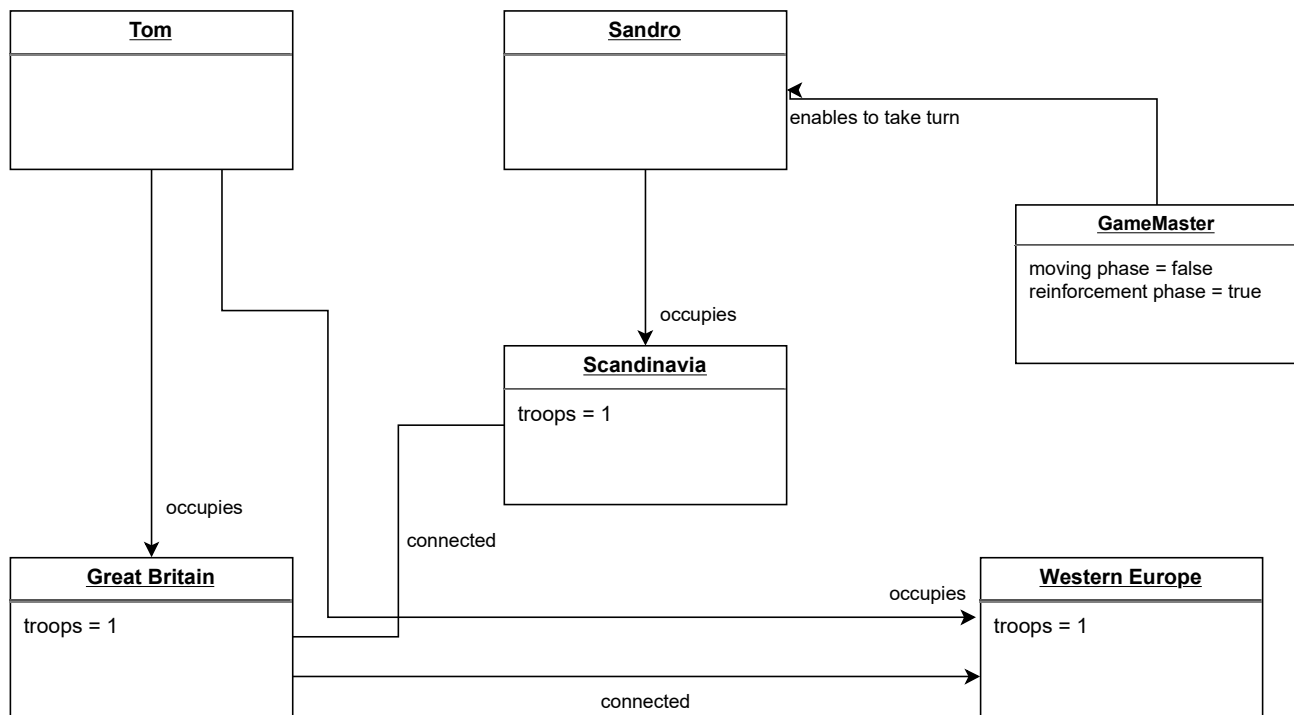 Tom
Sandro
enables to take turn
GameMaster
moving phase = false
reinforcement phase = true
occupies
Scandinavia
troops = 1
occupies
connected
Great Britain
troops = 1
occupies
Western Europe
troops = 1
connected